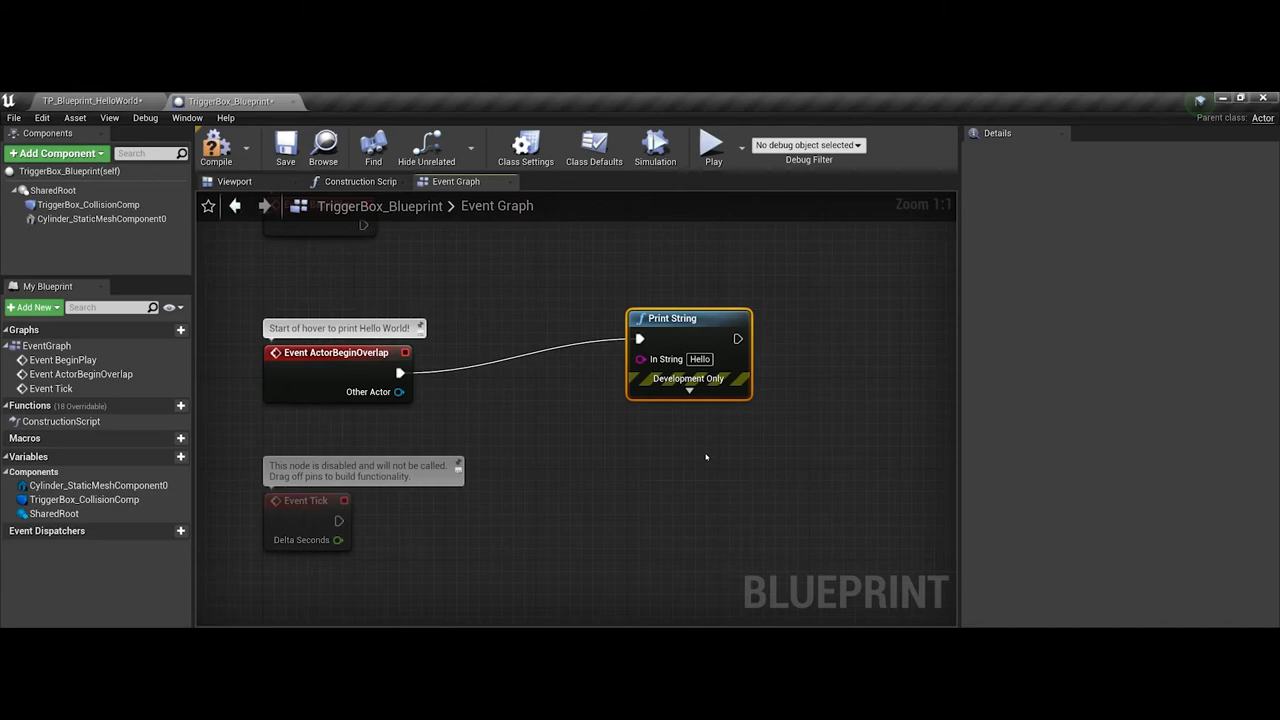 TP_Blueprint_HelloWorld*
TriggerBox_Blueprint*
File Edit Asset View Debug Window Help
Parent class: Actor
Components
+ Add Component
Search
TriggerBox_Blueprint(self)
SharedRoot
TriggerBox_CollisionComp
Cylinder_StaticMeshComponent0
Compile
Save
Browse
Find
Hide Unrelated
Class Settings
Class Defaults
Simulation
Play
No debug object selected
Debug Filter
Details
Viewport
Construction Scrip
Event Graph
TriggerBox_Blueprint > Event Graph
Zoom 1:1
My Blueprint
+ Add New
Search
Graphs
EventGraph
Event BeginPlay
Event ActorBeginOverlap
Event Tick
Functions (18 Overridable)
ConstructionScript
Macros
Variables
Components
Cylinder_StaticMeshComponent0
TriggerBox_CollisionComp
SharedRoot
Event Dispatchers
Start of hover to print Hello World!
Event ActorBeginOverlap
Other Actor
Print String
In String Hello
Development Only
This node is disabled and will not be called.
Drag off pins to build functionality.
Event Tick
Delta Seconds
BLUEPRINT